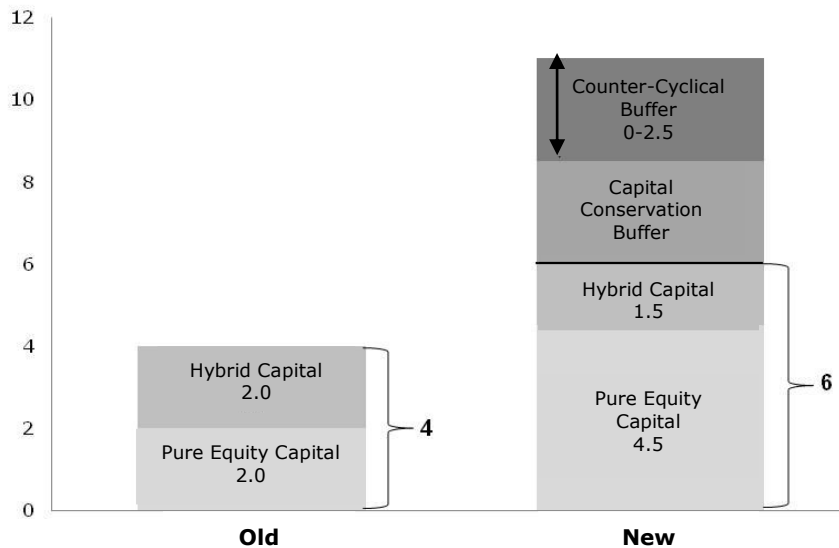 12
10
8
6
4
2
0
Counter-Cyclical
Buffer
0-2.5
Capital
Conservation
Buffer
Hybrid Capital
1.5
Pure Equity
Capital
4.5
6
Hybrid Capital
2.0
Pure Equity Capital
2.0
4
Old
New